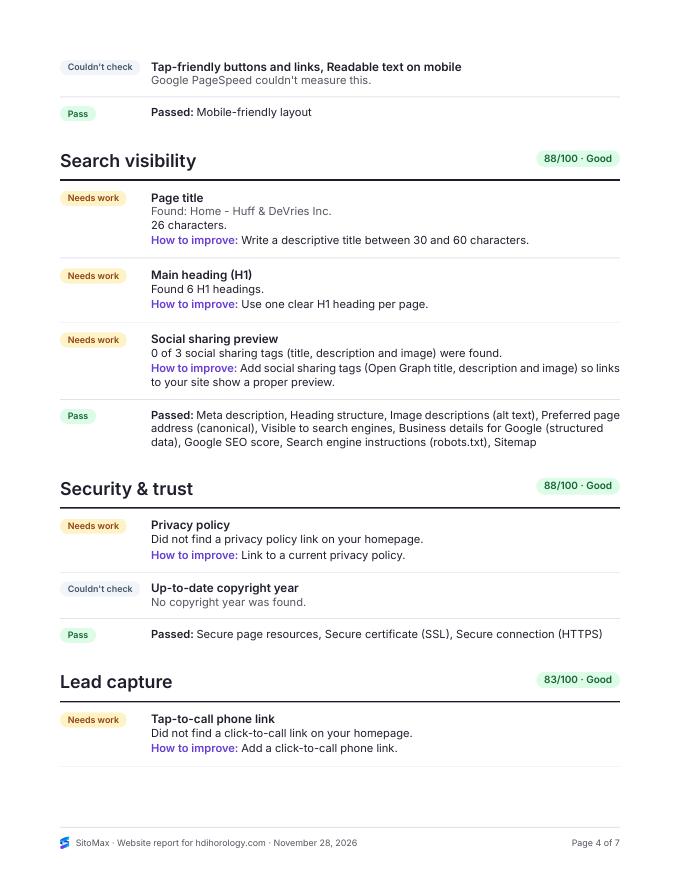 Couldn't check
Tap-friendly buttons and links, Readable text on mobile
Google PageSpeed couldn't measure this.
Pass
Passed: Mobile-friendly layout
Search visibility
88/100 · Good
Needs work
Page title
Found: Home - Huff & DeVries Inc.
26 characters.
How to improve: Write a descriptive title between 30 and 60 characters.
Needs work
Main heading (H1)
Found 6 H1 headings.
How to improve: Use one clear H1 heading per page.
Needs work
Social sharing preview
0 of 3 social sharing tags (title, description and image) were found.
How to improve: Add social sharing tags (Open Graph title, description and image) so links
to your site show a proper preview.
Pass
Passed: Meta description, Heading structure, Image descriptions (alt text), Preferred page
address (canonical), Visible to search engines, Business details for Google (structured
data), Google SEO score, Search engine instructions (robots.txt), Sitemap
Security & trust
88/100 · Good
Needs work
Privacy policy
Did not find a privacy policy link on your homepage.
How to improve: Link to a current privacy policy.
Couldn't check
Up-to-date copyright year
No copyright year was found.
Pass
Passed: Secure page resources, Secure certificate (SSL), Secure connection (HTTPS)
Lead capture
83/100 · Good
Needs work
Tap-to-call phone link
Did not find a click-to-call link on your homepage.
How to improve: Add a click-to-call phone link.
SitoMax · Website report for hdihorology.com · November 28, 2026
Page 4 of 7